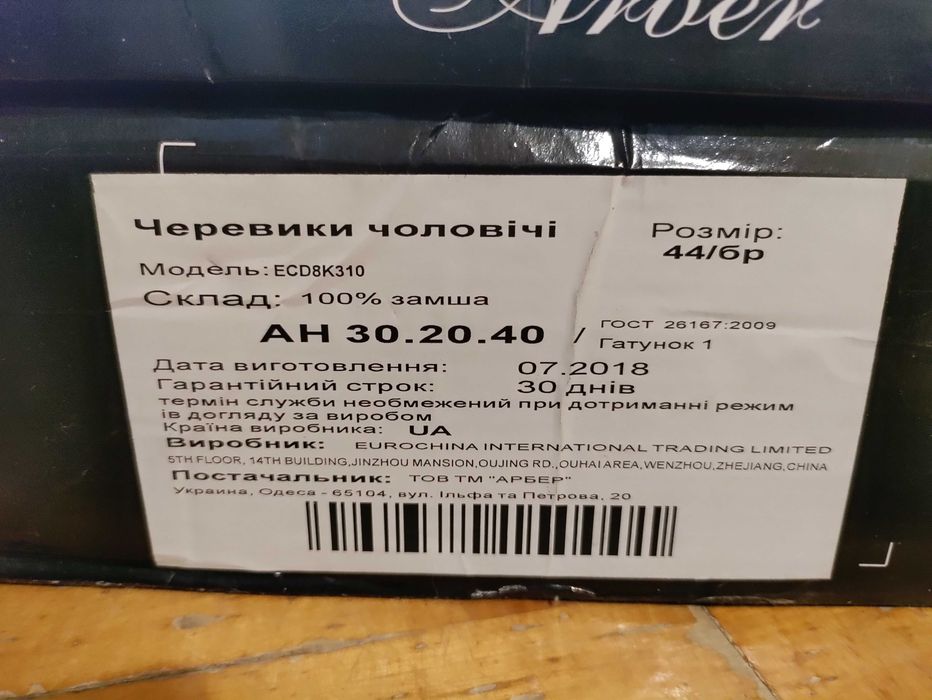 Arber
Черевики чоловічі
Розмір:
44/бр
Модель: ECD8K310
Склад: 100% замша
АН 30.20.40 / ГОСТ 26167:2009
Гатунок 1
Дата виготовлення: 07.2018
Гарантійний строк: 30 днів
термін служби необмежений при дотриманні режим
ів догляду за виробом
Країна виробника: UA
Виробник: EUROCHINA INTERNATIONAL TRADING LIMITED
5TH FLOOR, 14TH BUILDING,JINZHOU MANSION,OUJING RD.,OUHAI AREA,WENZHOU,ZHEJIANG,CHINA
Постачальник: ТОВ ТМ "АРБЕР"
Украина, Одеса - 65104, вул. Ільфа та Петрова, 20